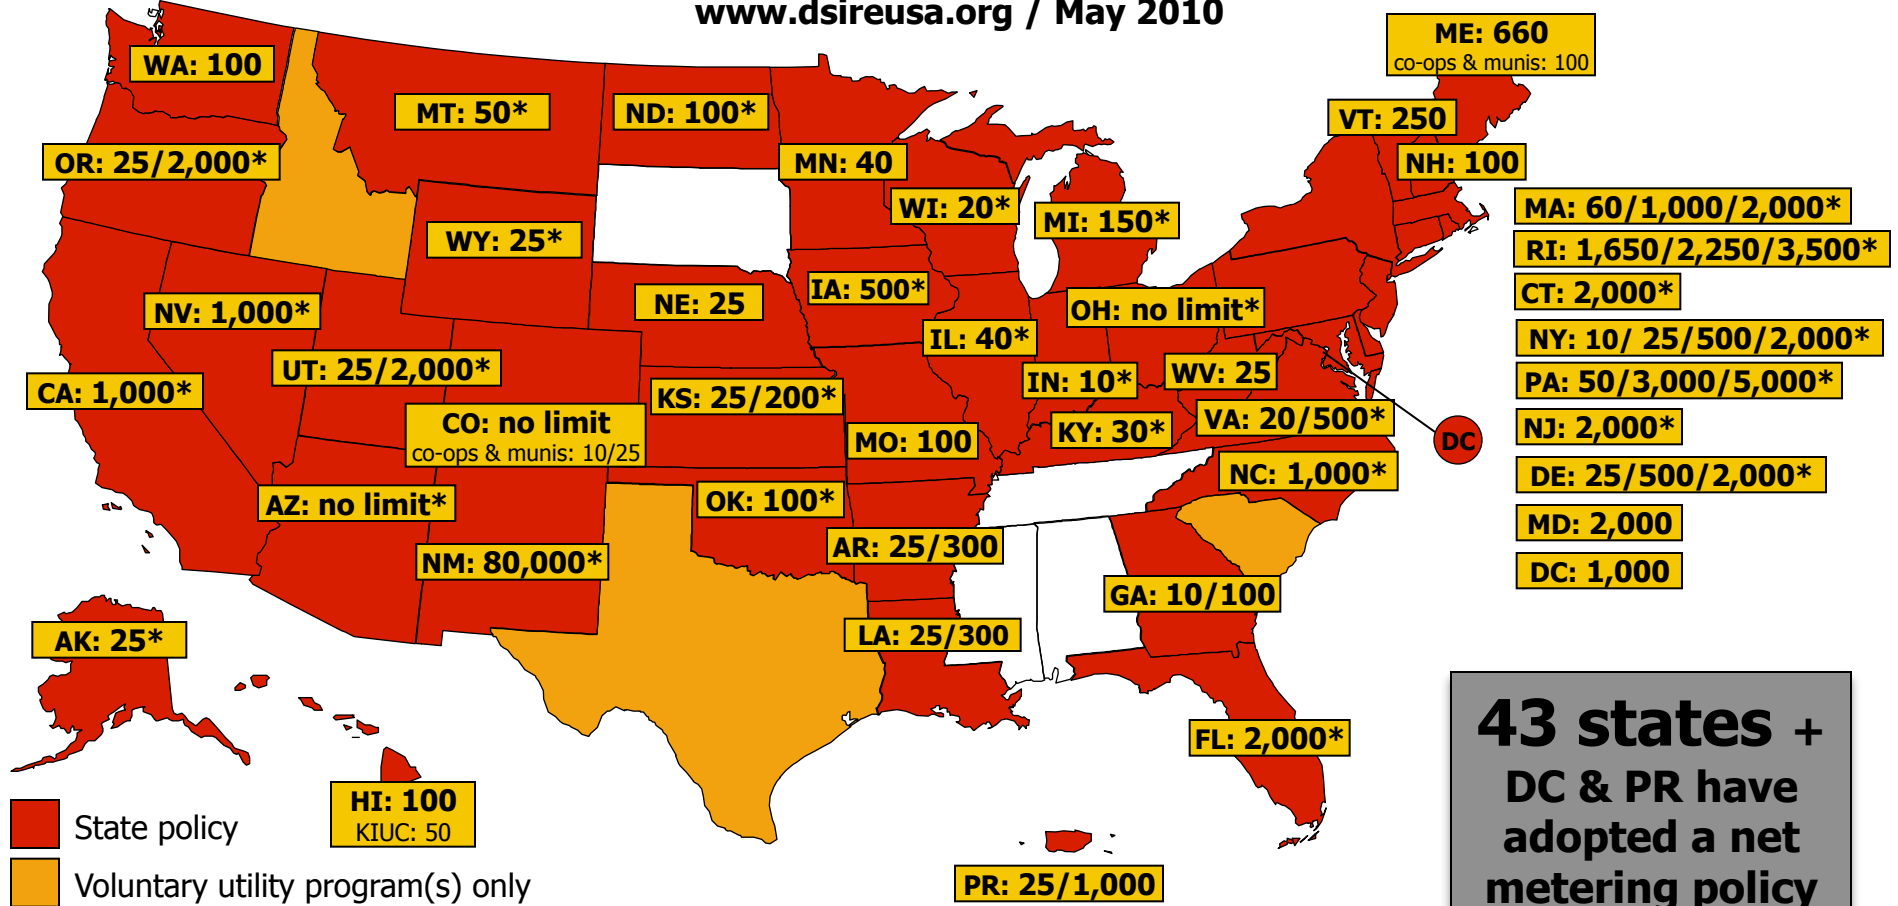 www.dsireusa.org / May 2010
ME: 660
co-ops & munis: 100
WA: 100
MT: 50*
ND: 100*
VT: 250
OR: 25/2,000*
MN: 40
NH: 100
WI: 20*
MI: 150*
MA: 60/1,000/2,000*
WY: 25*
RI: 1,650/2,250/3,500*
IA: 500*
CT: 2,000*
NV: 1,000*
NE: 25
OH: no limit*
IL: 40*
NY: 10/ 25/500/2,000*
UT: 25/2,000*
IN: 10*
WV: 25
PA: 50/3,000/5,000*
CA: 1,000*
KS: 25/200*
CO: no limit
co-ops & munis: 10/25
MO: 100
KY: 30*
VA: 20/500*
DC
NJ: 2,000*
NC: 1,000*
DE: 25/500/2,000*
AZ: no limit*
OK: 100*
MD: 2,000
NM: 80,000*
AR: 25/300
DC: 1,000
GA: 10/100
AK: 25*
LA: 25/300
FL: 2,000*
HI: 100
KIUC: 50
PR: 25/1,000
State policy
Voluntary utility program(s) only
43 states +
DC & PR have
adopted a net
metering policy